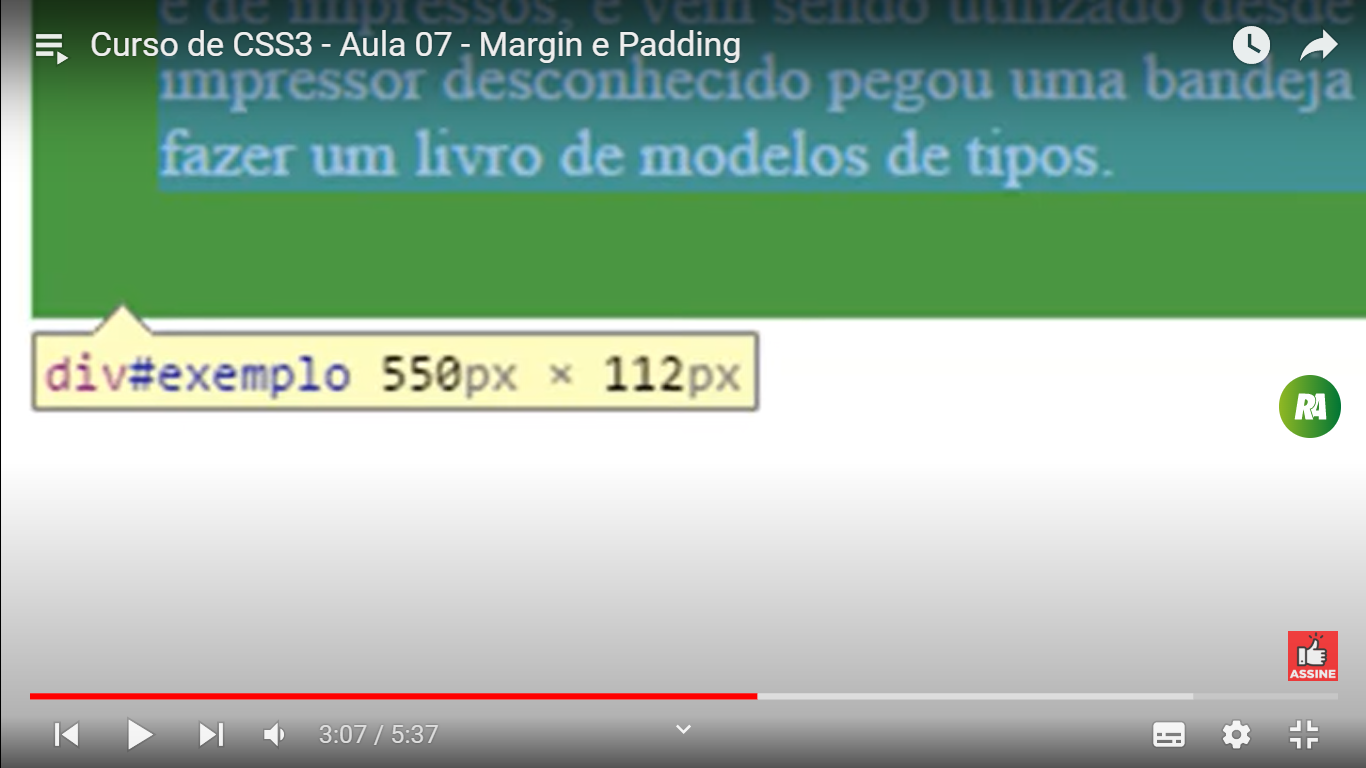 e de impressos, e vem sendo utilizado desde
Curso de CSS3 - Aula 07 - Margin e Padding
impressor desconhecido pegou uma bandeja
fazer um livro de modelos de tipos.
div#exemplo 550px × 112px
RA
ASSINE
3:07 / 5:37